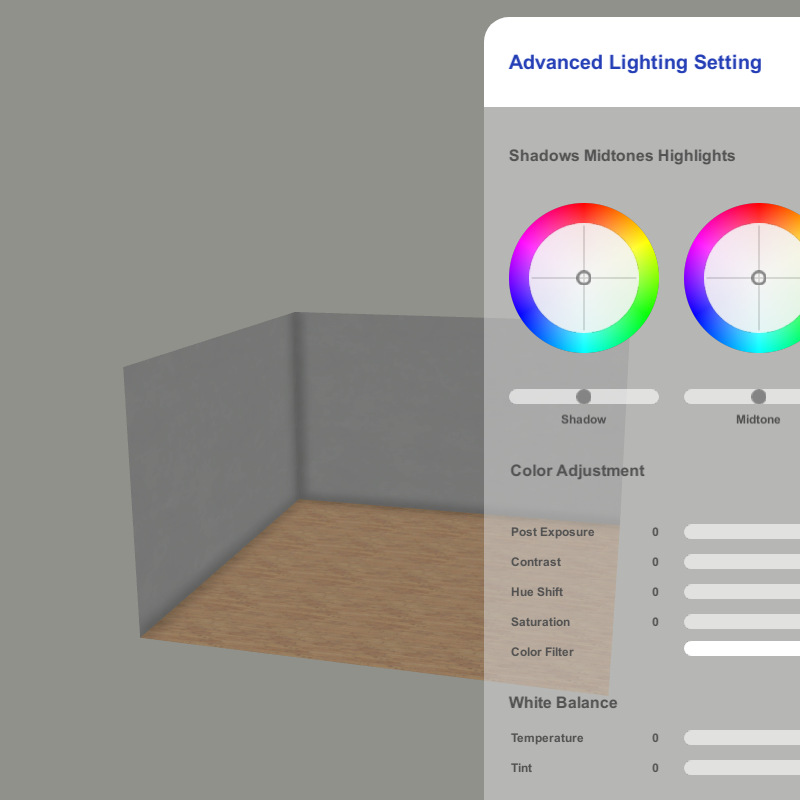 Advanced Lighting Setting
Shadows Midtones Highlights
Shadow
Midtone
Color Adjustment
Post Exposure 0
Contrast 0
Hue Shift 0
Saturation 0
Color Filter
White Balance
Temperature 0
Tint 0